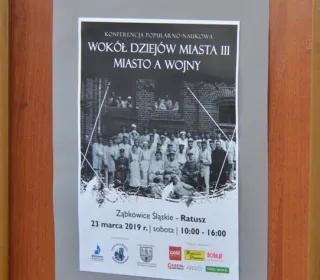 KONFERENCJA POPULARNO-NAUKOWA
WOKÓŁ DZIEJÓW MIASTA III
MIASTO A WOJNY
Ząbkowice Śląskie - Ratusz
23 marca 2019 r. | sobota | 10:00 - 16:00